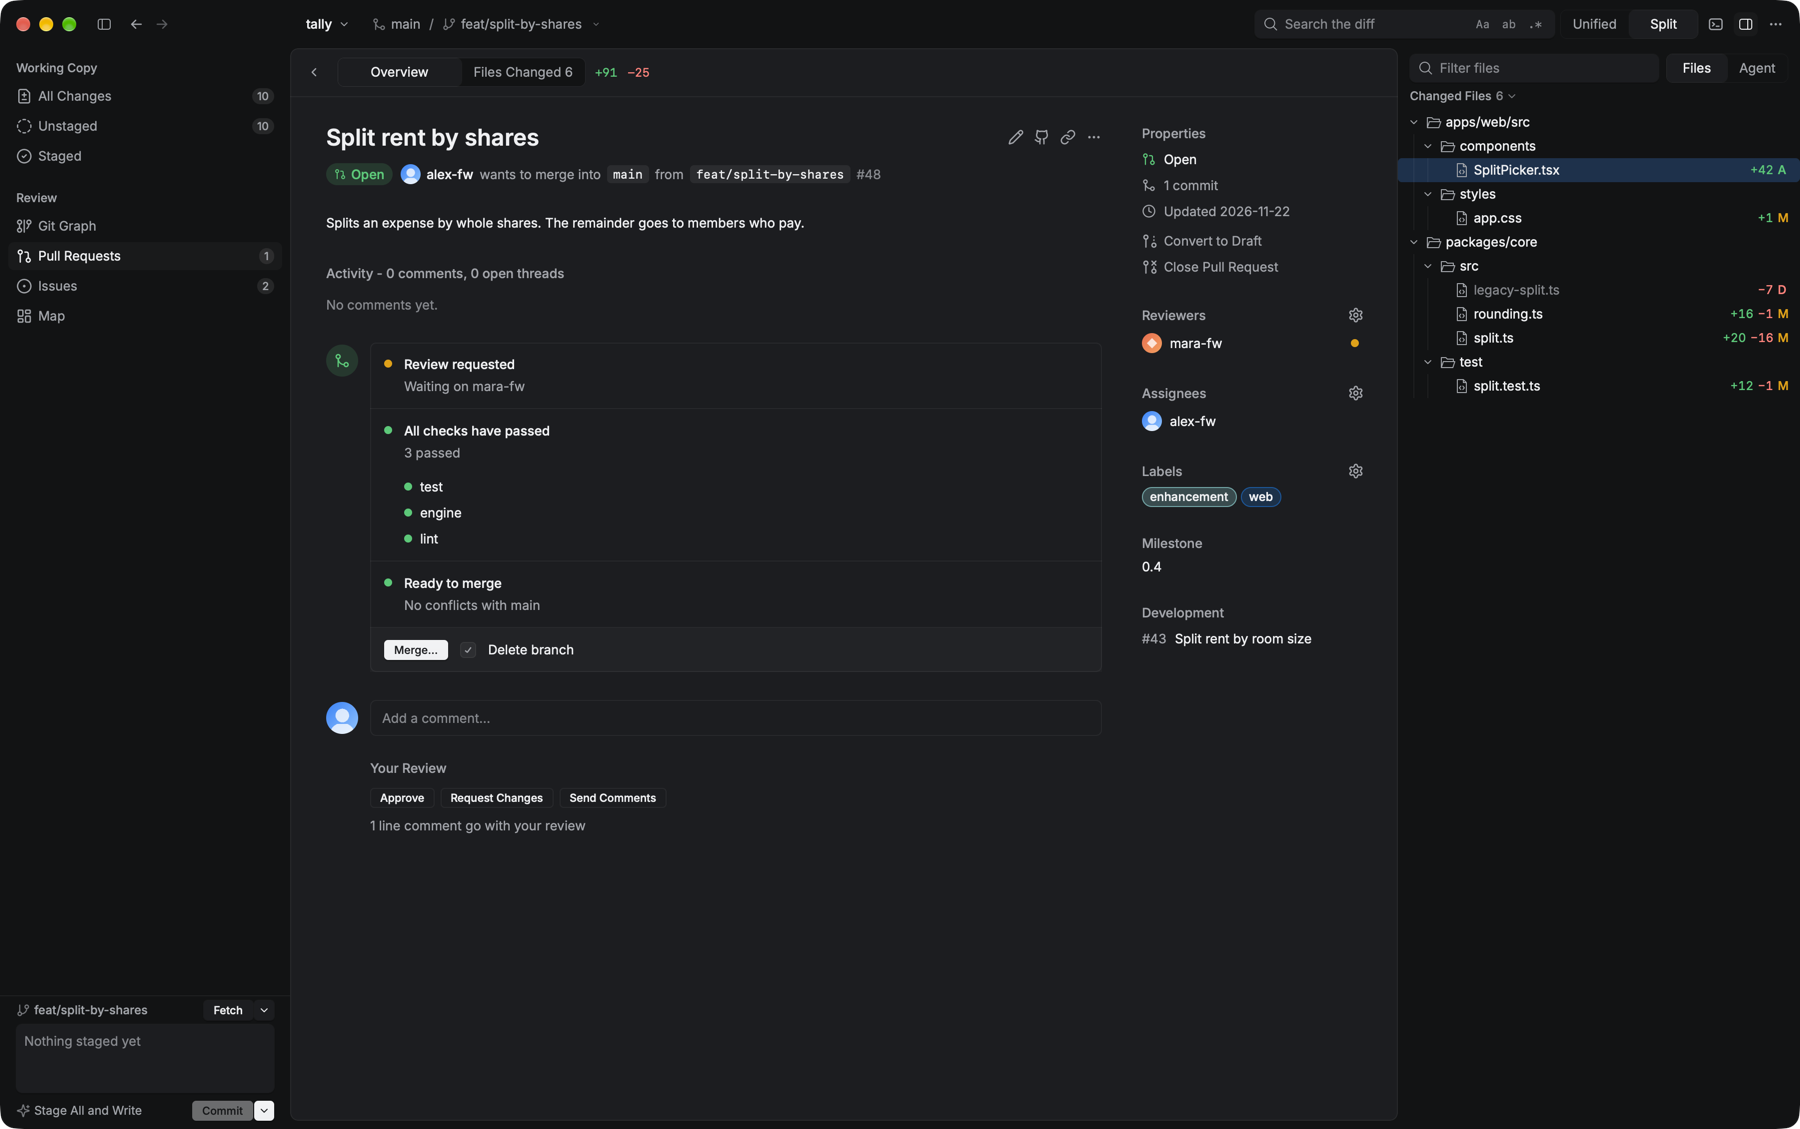 tally
main / feat/split-by-shares
Search the diff
Aa ab .*
Unified
Split
Working Copy
All Changes 10
Unstaged 10
Staged
Review
Git Graph
Pull Requests 1
Issues 2
Map
Overview
Files Changed 6
+91 −25
Split rent by shares
Open alex-fw wants to merge into main from feat/split-by-shares #48
Splits an expense by whole shares. The remainder goes to members who pay.
Activity - 0 comments, 0 open threads
No comments yet.
Review requested
Waiting on mara-fw
All checks have passed
3 passed
test
engine
lint
Ready to merge
No conflicts with main
Merge...
Delete branch
Add a comment...
Your Review
Approve
Request Changes
Send Comments
1 line comment go with your review
Properties
Open
1 commit
Updated 2026-11-22
Convert to Draft
Close Pull Request
Reviewers
mara-fw
Assignees
alex-fw
Labels
enhancement web
Milestone
0.4
Development
#43 Split rent by room size
Filter files
Files
Agent
Changed Files 6
apps/web/src
components
SplitPicker.tsx +42 A
styles
app.css +1 M
packages/core
src
legacy-split.ts −7 D
rounding.ts +16 −1 M
split.ts +20 −16 M
test
split.test.ts +12 −1 M
feat/split-by-shares
Fetch
Nothing staged yet
Stage All and Write
Commit